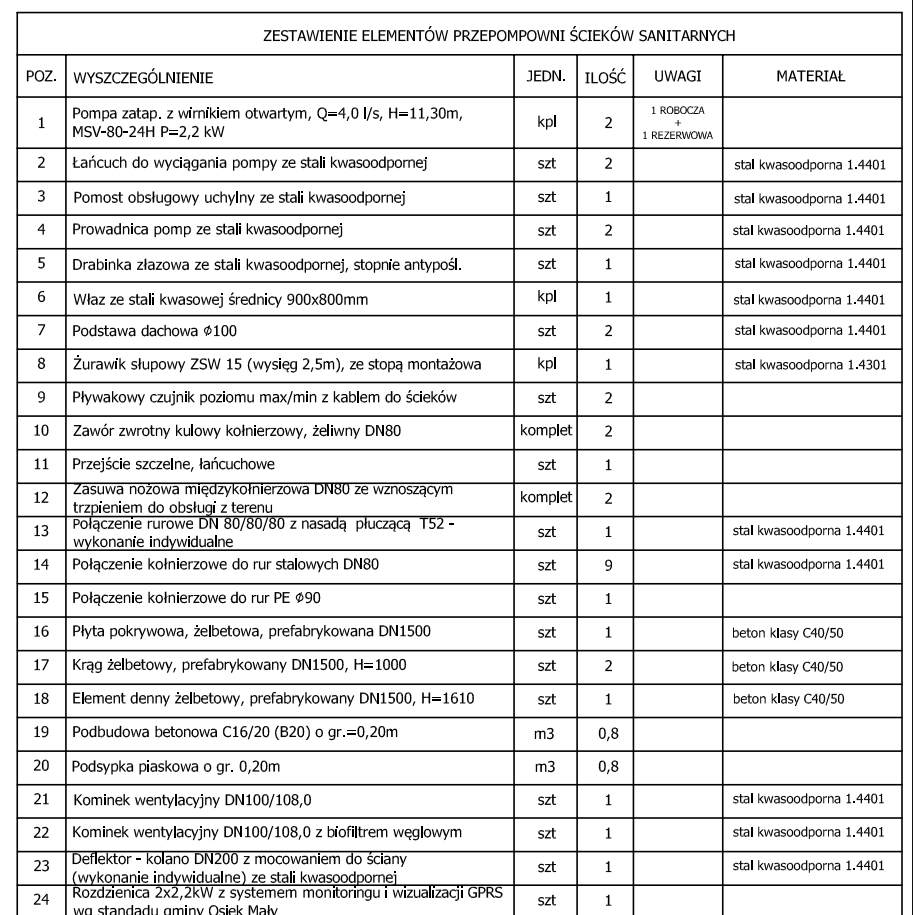 ZESTAWIENIE ELEMENTÓW PRZEPOMPOWNI ŚCIEKÓW SANITARNYCH
POZ. WYSZCZEGÓLNIENIE JEDN. ILOŚĆ UWAGI MATERIAŁ
1 Pompa zatap. z wirnikiem otwartym, Q=4,0 l/s, H=11,30m, MSV-80-24H P=2,2 kW kpl 2 1 ROBOCZA + 1 REZERWOWA
2 Łańcuch do wyciągania pompy ze stali kwasoodpornej szt 2 stal kwasoodporna 1.4401
3 Pomost obsługowy uchylny ze stali kwasoodpornej szt 1 stal kwasoodporna 1.4401
4 Prowadnica pomp ze stali kwasoodpornej szt 2 stal kwasoodporna 1.4401
5 Drabinka złazowa ze stali kwasoodpornej, stopnie antypośl. szt 1 stal kwasoodporna 1.4401
6 Właz ze stali kwasowej średnicy 900x800mm kpl 1 stal kwasoodporna 1.4401
7 Podstawa dachowa ϕ100 szt 2 stal kwasoodporna 1.4401
8 Żurawik słupowy ZSW 15 (wysięg 2,5m), ze stopą montażowa kpl 1 stal kwasoodporna 1.4301
9 Pływakowy czujnik poziomu max/min z kablem do ścieków szt 2
10 Zawór zwrotny kulowy kołnierzowy, żeliwny DN80 komplet 2
11 Przejście szczelne, łańcuchowe szt 1
12 Zasuwa nożowa międzykołnierzowa DN80 ze wznoszącym trzpieniem do obsługi z terenu komplet 2
13 Połączenie rurowe DN 80/80/80 z nasadą płuczącą T52 - wykonanie indywidualne szt 1 stal kwasoodporna 1.4401
14 Połączenie kołnierzowe do rur stalowych DN80 szt 9 stal kwasoodporna 1.4401
15 Połączenie kołnierzowe do rur PE ϕ90 szt 1
16 Płyta pokrywowa, żelbetowa, prefabrykowana DN1500 szt 1 beton klasy C40/50
17 Krąg żelbetowy, prefabrykowany DN1500, H=1000 szt 2 beton klasy C40/50
18 Element denny żelbetowy, prefabrykowany DN1500, H=1610 szt 1 beton klasy C40/50
19 Podbudowa betonowa C16/20 (B20) o gr.=0,20m m3 0,8
20 Podsypka piaskowa o gr. 0,20m m3 0,8
21 Kominek wentylacyjny DN100/108,0 szt 1 stal kwasoodporna 1.4401
22 Kominek wentylacyjny DN100/108,0 z biofiltrem węglowym szt 1 stal kwasoodporna 1.4401
23 Deflektor - kolano DN200 z mocowaniem do ściany (wykonanie indywidualne) ze stali kwasoodpornej szt 1 stal kwasoodporna 1.4401
24 Rozdzienica 2x2,2kW z systemem monitoringu i wizualizacji GPRS wg standadu gminy Osiek Mały szt 1